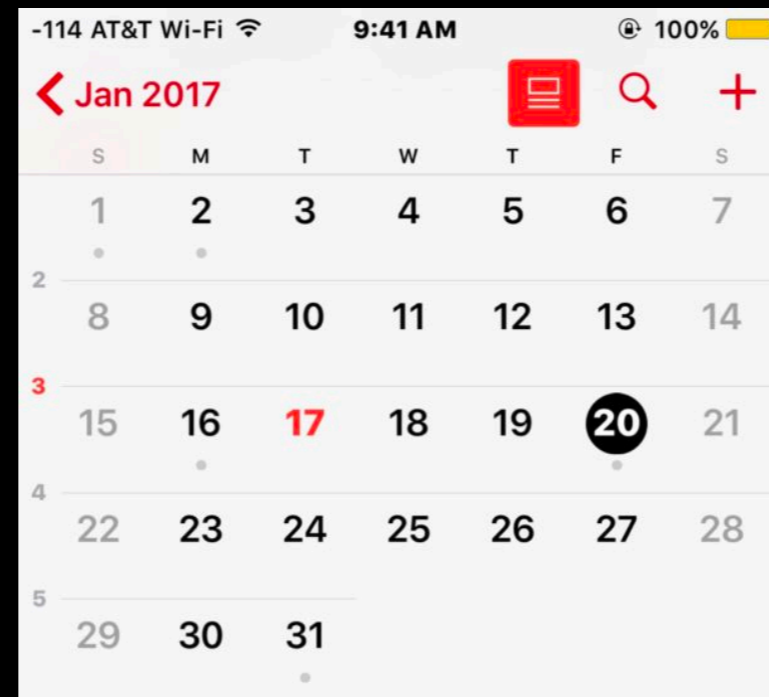 -114 AT&T Wi-Fi 9:41 AM 100%
Jan 2017
S M T W T F S
1 2 3 4 5 6 7
2
8 9 10 11 12 13 14
3
15 16 17 18 19 20 21
4
22 23 24 25 26 27 28
5
29 30 31